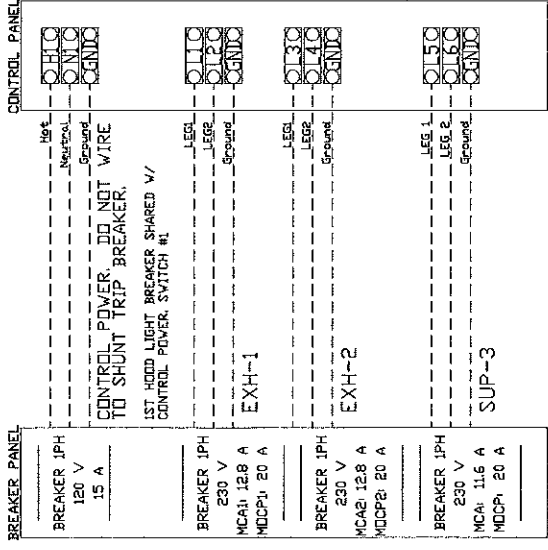 BREAKER PANEL
CONTROL PANEL
BREAKER 1PH
120 V
15 A
Hot
Neutral
Ground
H1
N1
GND
CONTROL POWER. DO NOT WIRE
TO SHUNT TRIP BREAKER.
1ST HOOD LIGHT BREAKER SHARED W/
CONTROL POWER, SWITCH #1
BREAKER 1PH
230 V
MCA1: 12.8 A
MOCP1: 20 A
LEG1
LEG2
Ground
L1
L2
GND
EXH-1
BREAKER 1PH
230 V
MCA2: 12.8 A
MOCP2: 20 A
LEG1
LEG2
Ground
L3
L4
GND
EXH-2
BREAKER 1PH
230 V
MCA: 11.6 A
MOCP: 20 A
LEG 1
LEG 2
Ground
L5
L6
GND
SUP-3